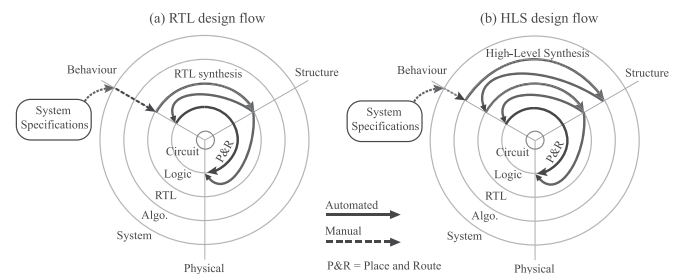 (a) RTL design flow
Behaviour
RTL synthesis
Structure
System
Specifications
Circuit
P&R
Logic
RTL
Algo.
System
Physical
(b) HLS design flow
High-Level Synthesis
Behaviour
Structure
System
Specifications
Circuit
P&R
Logic
RTL
Algo.
System
Physical
Automated
Manual
P&R = Place and Route